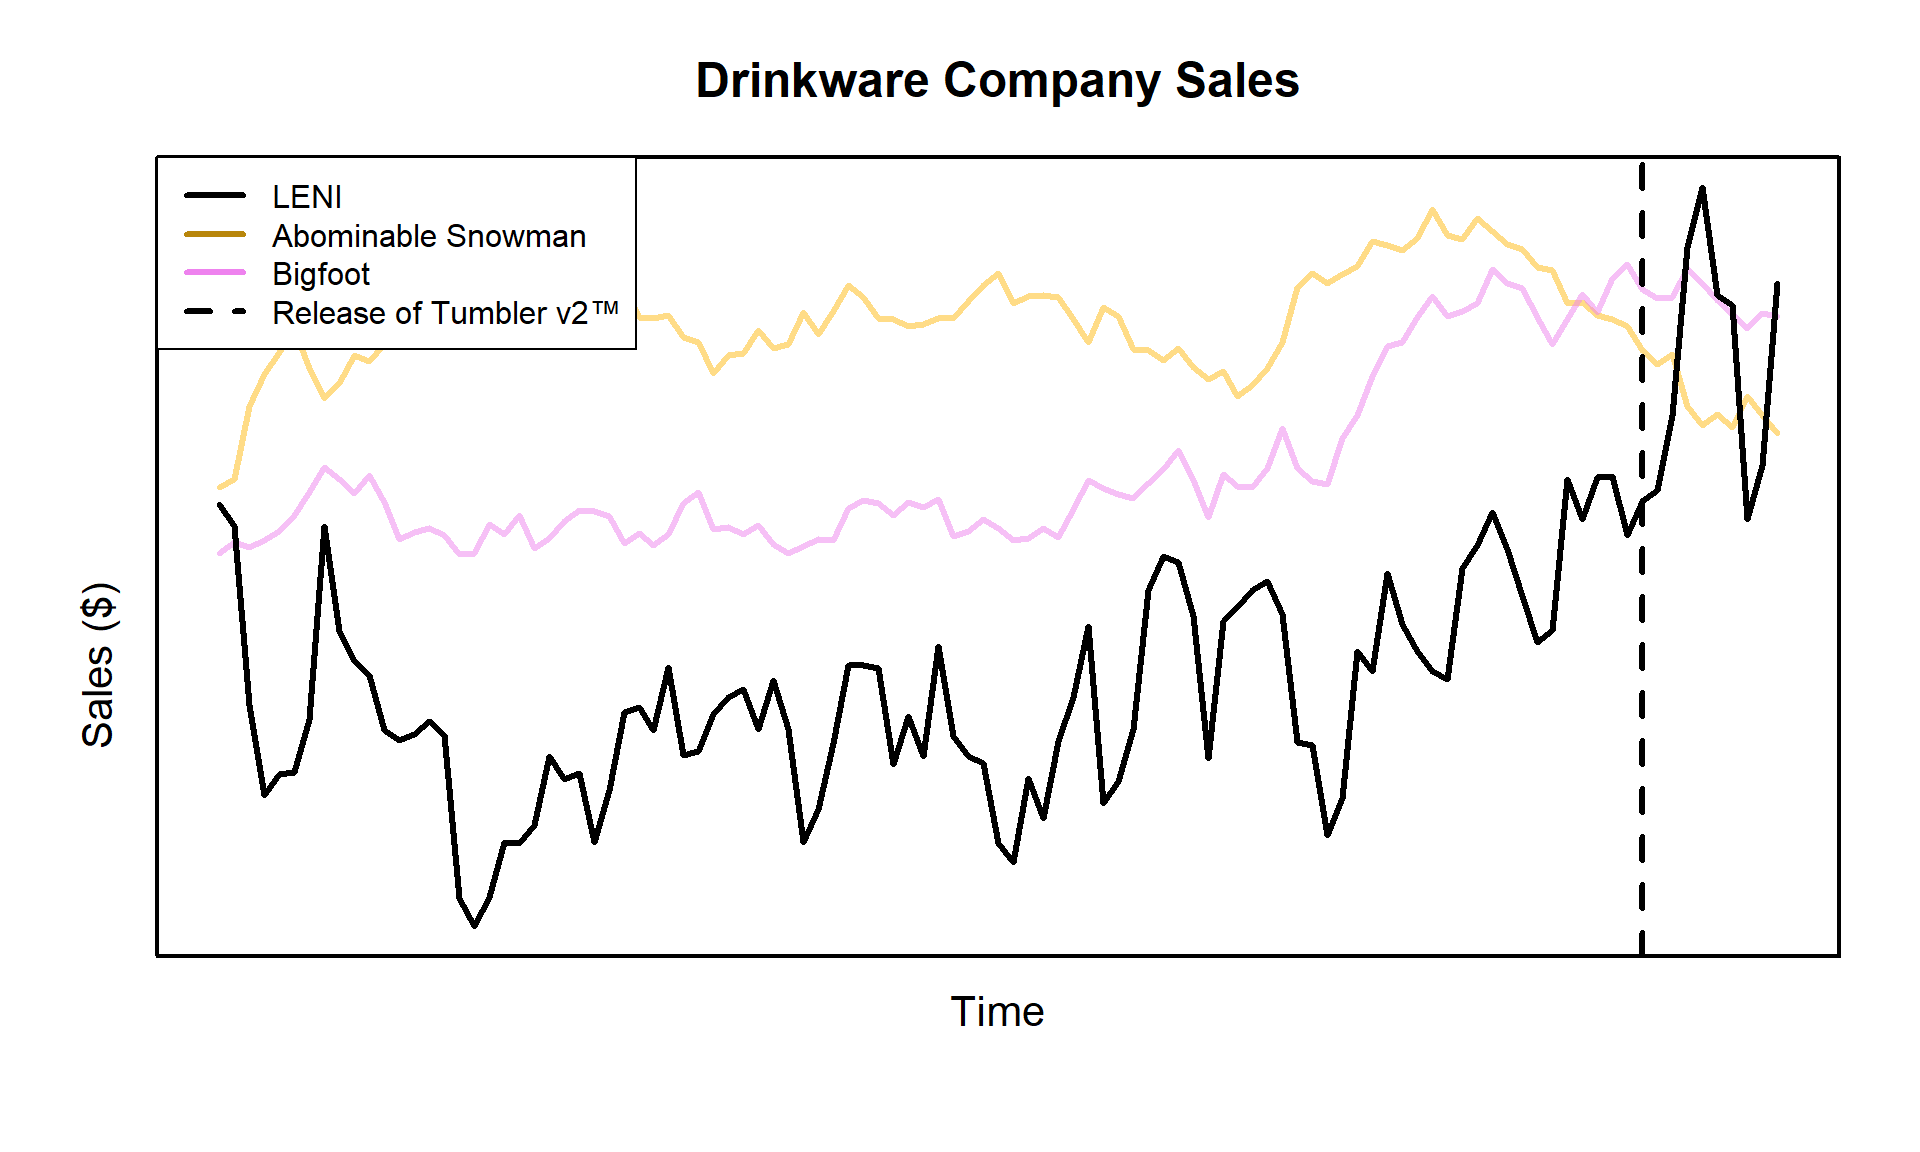 Drinkware Company Sales
LENI
Abominable Snowman
Bigfoot
Release of Tumbler v2™
Sales ($)
Time